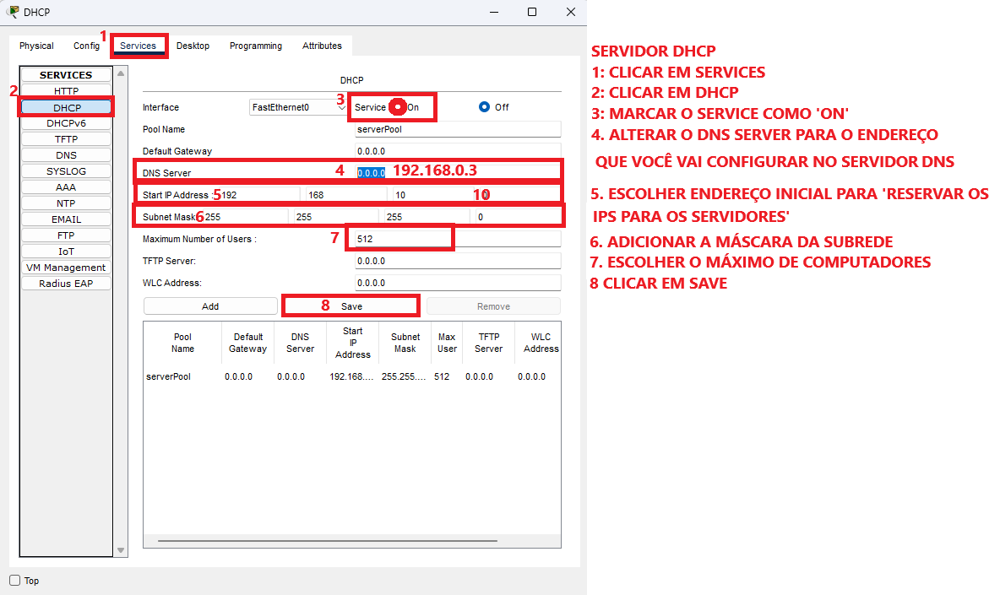 DHCP
Physical Config 1 Services Desktop Programming Attributes
SERVICES
2 HTTP
DHCP
DHCPv6
TFTP
DNS
SYSLOG
AAA
NTP
EMAIL
FTP
IoT
VM Management
Radius EAP
DHCP
Interface FastEthernet0 3 Service On Off
Pool Name serverPool
Default Gateway 0.0.0.0
DNS Server 4 0.0.0.0 192.168.0.3
Start IP Address : 5 192 168 10 10
Subnet Mask 6 255 255 255 0
Maximum Number of Users : 7 512
TFTP Server: 0.0.0.0
WLC Address: 0.0.0.0
Add 8 Save Remove
Pool Name Default Gateway DNS Server Start IP Address Subnet Mask Max User TFTP Server WLC Address
serverPool 0.0.0.0 0.0.0.0 192.168.... 255.255.... 512 0.0.0.0 0.0.0.0
Top
SERVIDOR DHCP
1: CLICAR EM SERVICES
2: CLICAR EM DHCP
3: MARCAR O SERVICE COMO 'ON'
4. ALTERAR O DNS SERVER PARA O ENDEREÇO
QUE VOCÊ VAI CONFIGURAR NO SERVIDOR DNS
5. ESCOLHER ENDEREÇO INICIAL PARA 'RESERVAR OS
IPS PARA OS SERVIDORES'
6. ADICIONAR A MÁSCARA DA SUBREDE
7. ESCOLHER O MÁXIMO DE COMPUTADORES
8 CLICAR EM SAVE